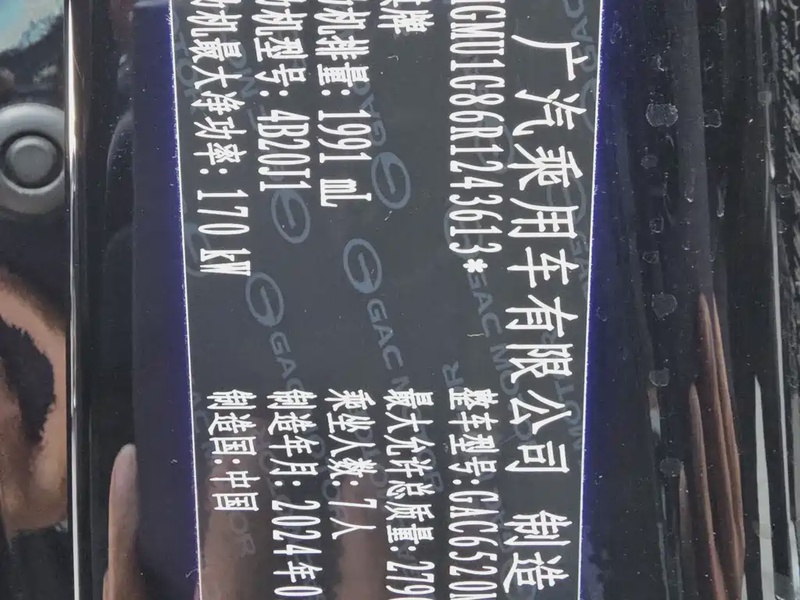 广汽乘用车有限公司 制造
GMU1G86R1243613*
整车型号:GAC6520
牌
最大允许总质量:279
机排量: 1991 mL
乘坐人数: 7人
机型号: 4B20J1
制造年月: 2024年0
机最大净功率: 170 kW
制造国:中国
GAC MOTOR